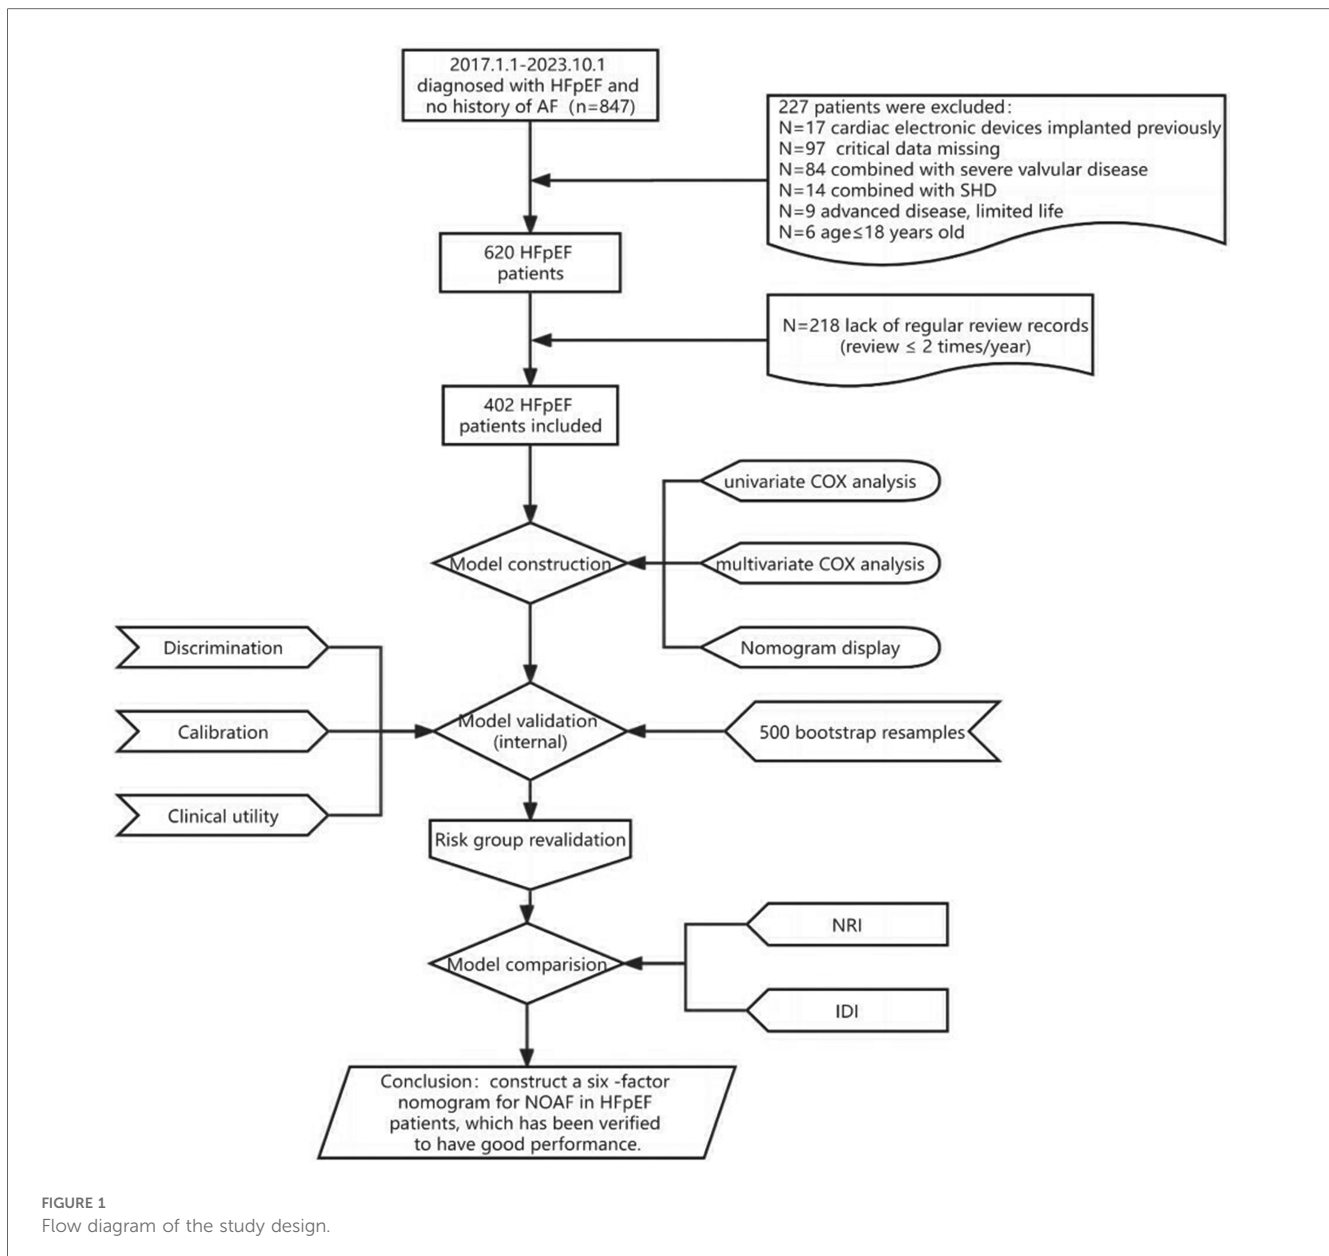 2017.1.1-2023.10.1
diagnosed with HFpEF and
no history of AF (n=847)
227 patients were excluded:
N=17 cardiac electronic devices implanted previously
N=97 critical data missing
N=84 combined with severe valvular disease
N=14 combined with SHD
N=9 advanced disease, limited life
N=6 age≤18 years old
620 HFpEF
patients
N=218 lack of regular review records
(review ≤ 2 times/year)
402 HFpEF
patients included
univariate COX analysis
Model construction
multivariate COX analysis
Nomogram display
Discrimination
Calibration
Clinical utility
Model validation
(internal)
500 bootstrap resamples
Risk group revalidation
Model comparision
NRI
IDI
Conclusion: construct a six -factor
nomogram for NOAF in HFpEF
patients, which has been verified
to have good performance.
FIGURE 1
Flow diagram of the study design.